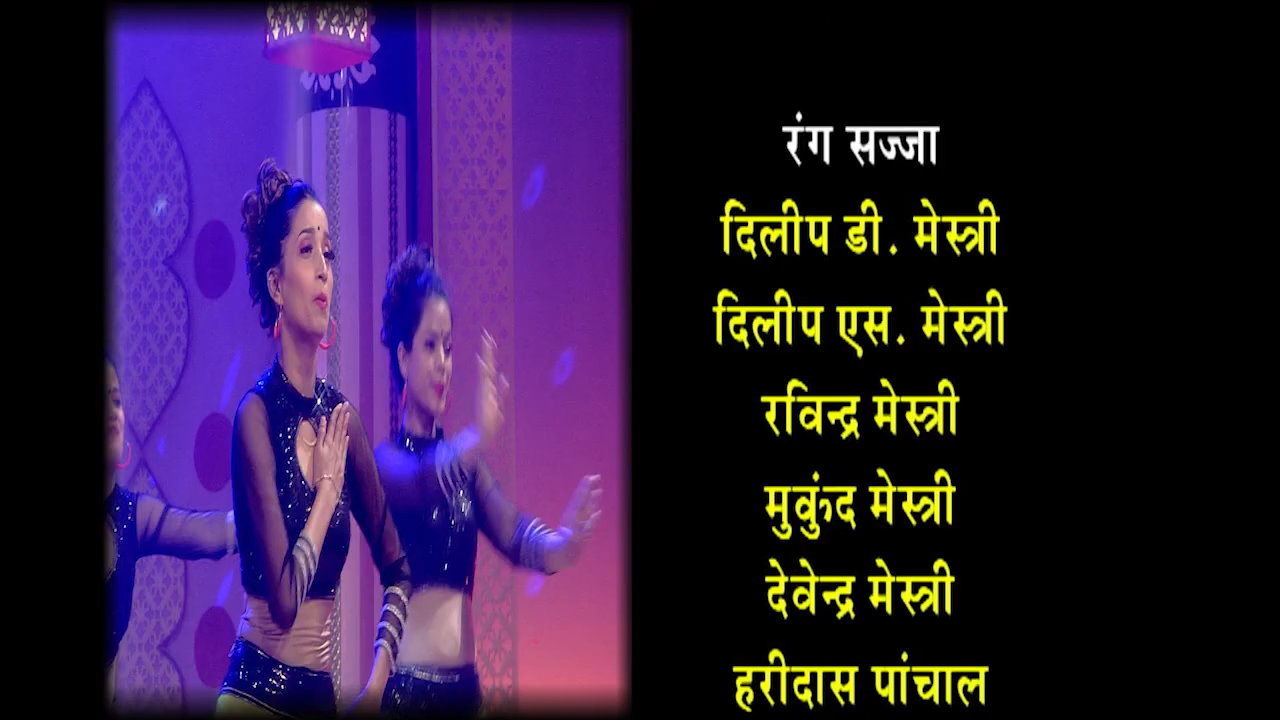 रंग सज्जा
दिलीप डी. मेस्त्री
दिलीप एस. मेस्त्री
रविन्द्र मेस्त्री
मुकुंद मेस्त्री
देवेन्द्र मेस्त्री
हरीदास पांचाल